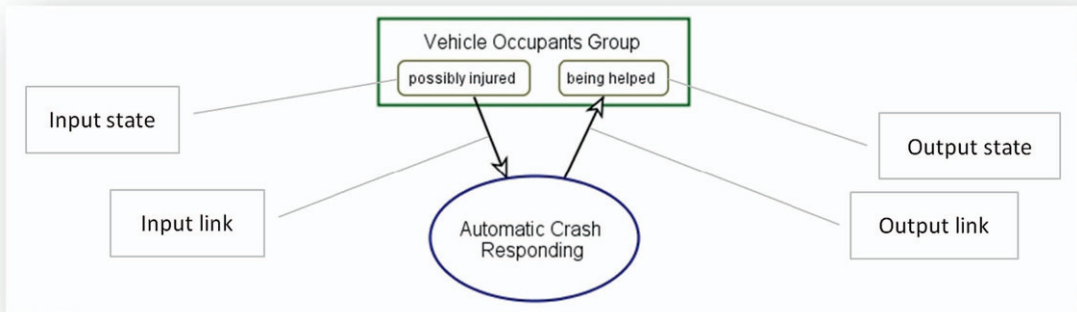 Vehicle Occupants Group
possibly injured
being helped
Input state
Output state
Input link
Output link
Automatic Crash
Responding